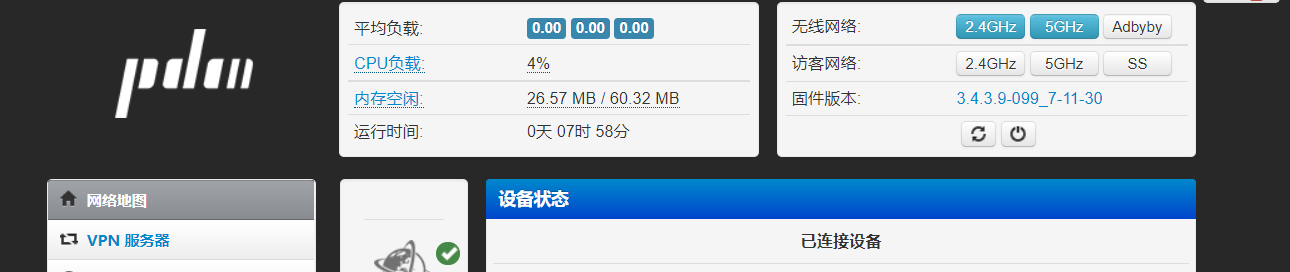 pdcn
平均负载: 0.00 0.00 0.00
CPU负载: 4%
内存空闲: 26.57 MB / 60.32 MB
运行时间: 0天 07时 58分
无线网络: 2.4GHz 5GHz Adbyby
访客网络: 2.4GHz 5GHz SS
固件版本: 3.4.3.9-099_7-11-30
网络地图
VPN 服务器
设备状态
已连接设备